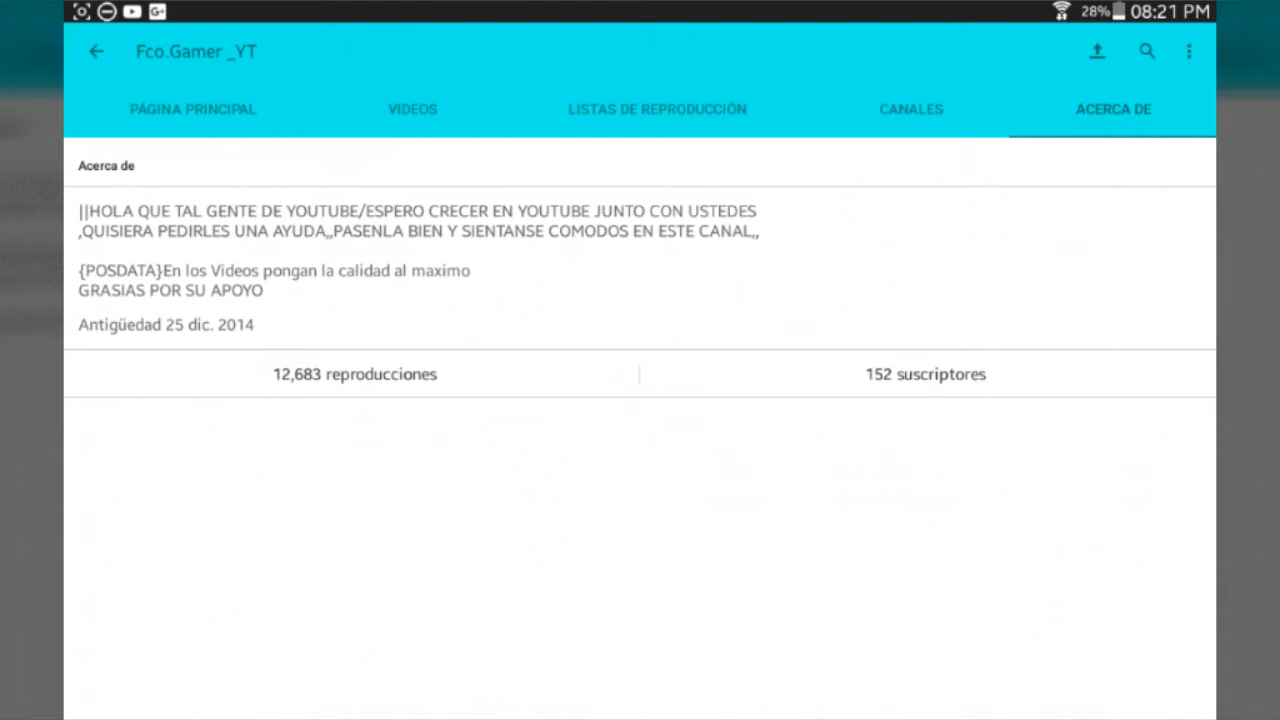 28% 08:21 PM
Fco.Gamer _YT
PÁGINA PRINCIPAL VIDEOS LISTAS DE REPRODUCCIÓN CANALES ACERCA DE
Acerca de
||HOLA QUE TAL GENTE DE YOUTUBE/ESPERO CRECER EN YOUTUBE JUNTO CON USTEDES
,QUISIERA PEDIRLES UNA AYUDA,,PASENLA BIEN Y SIENTANSE COMODOS EN ESTE CANAL,,
{POSDATA}En los Videos pongan la calidad al maximo
GRASIAS POR SU APOYO
Antigüedad 25 dic. 2014
12,683 reproducciones 152 suscriptores